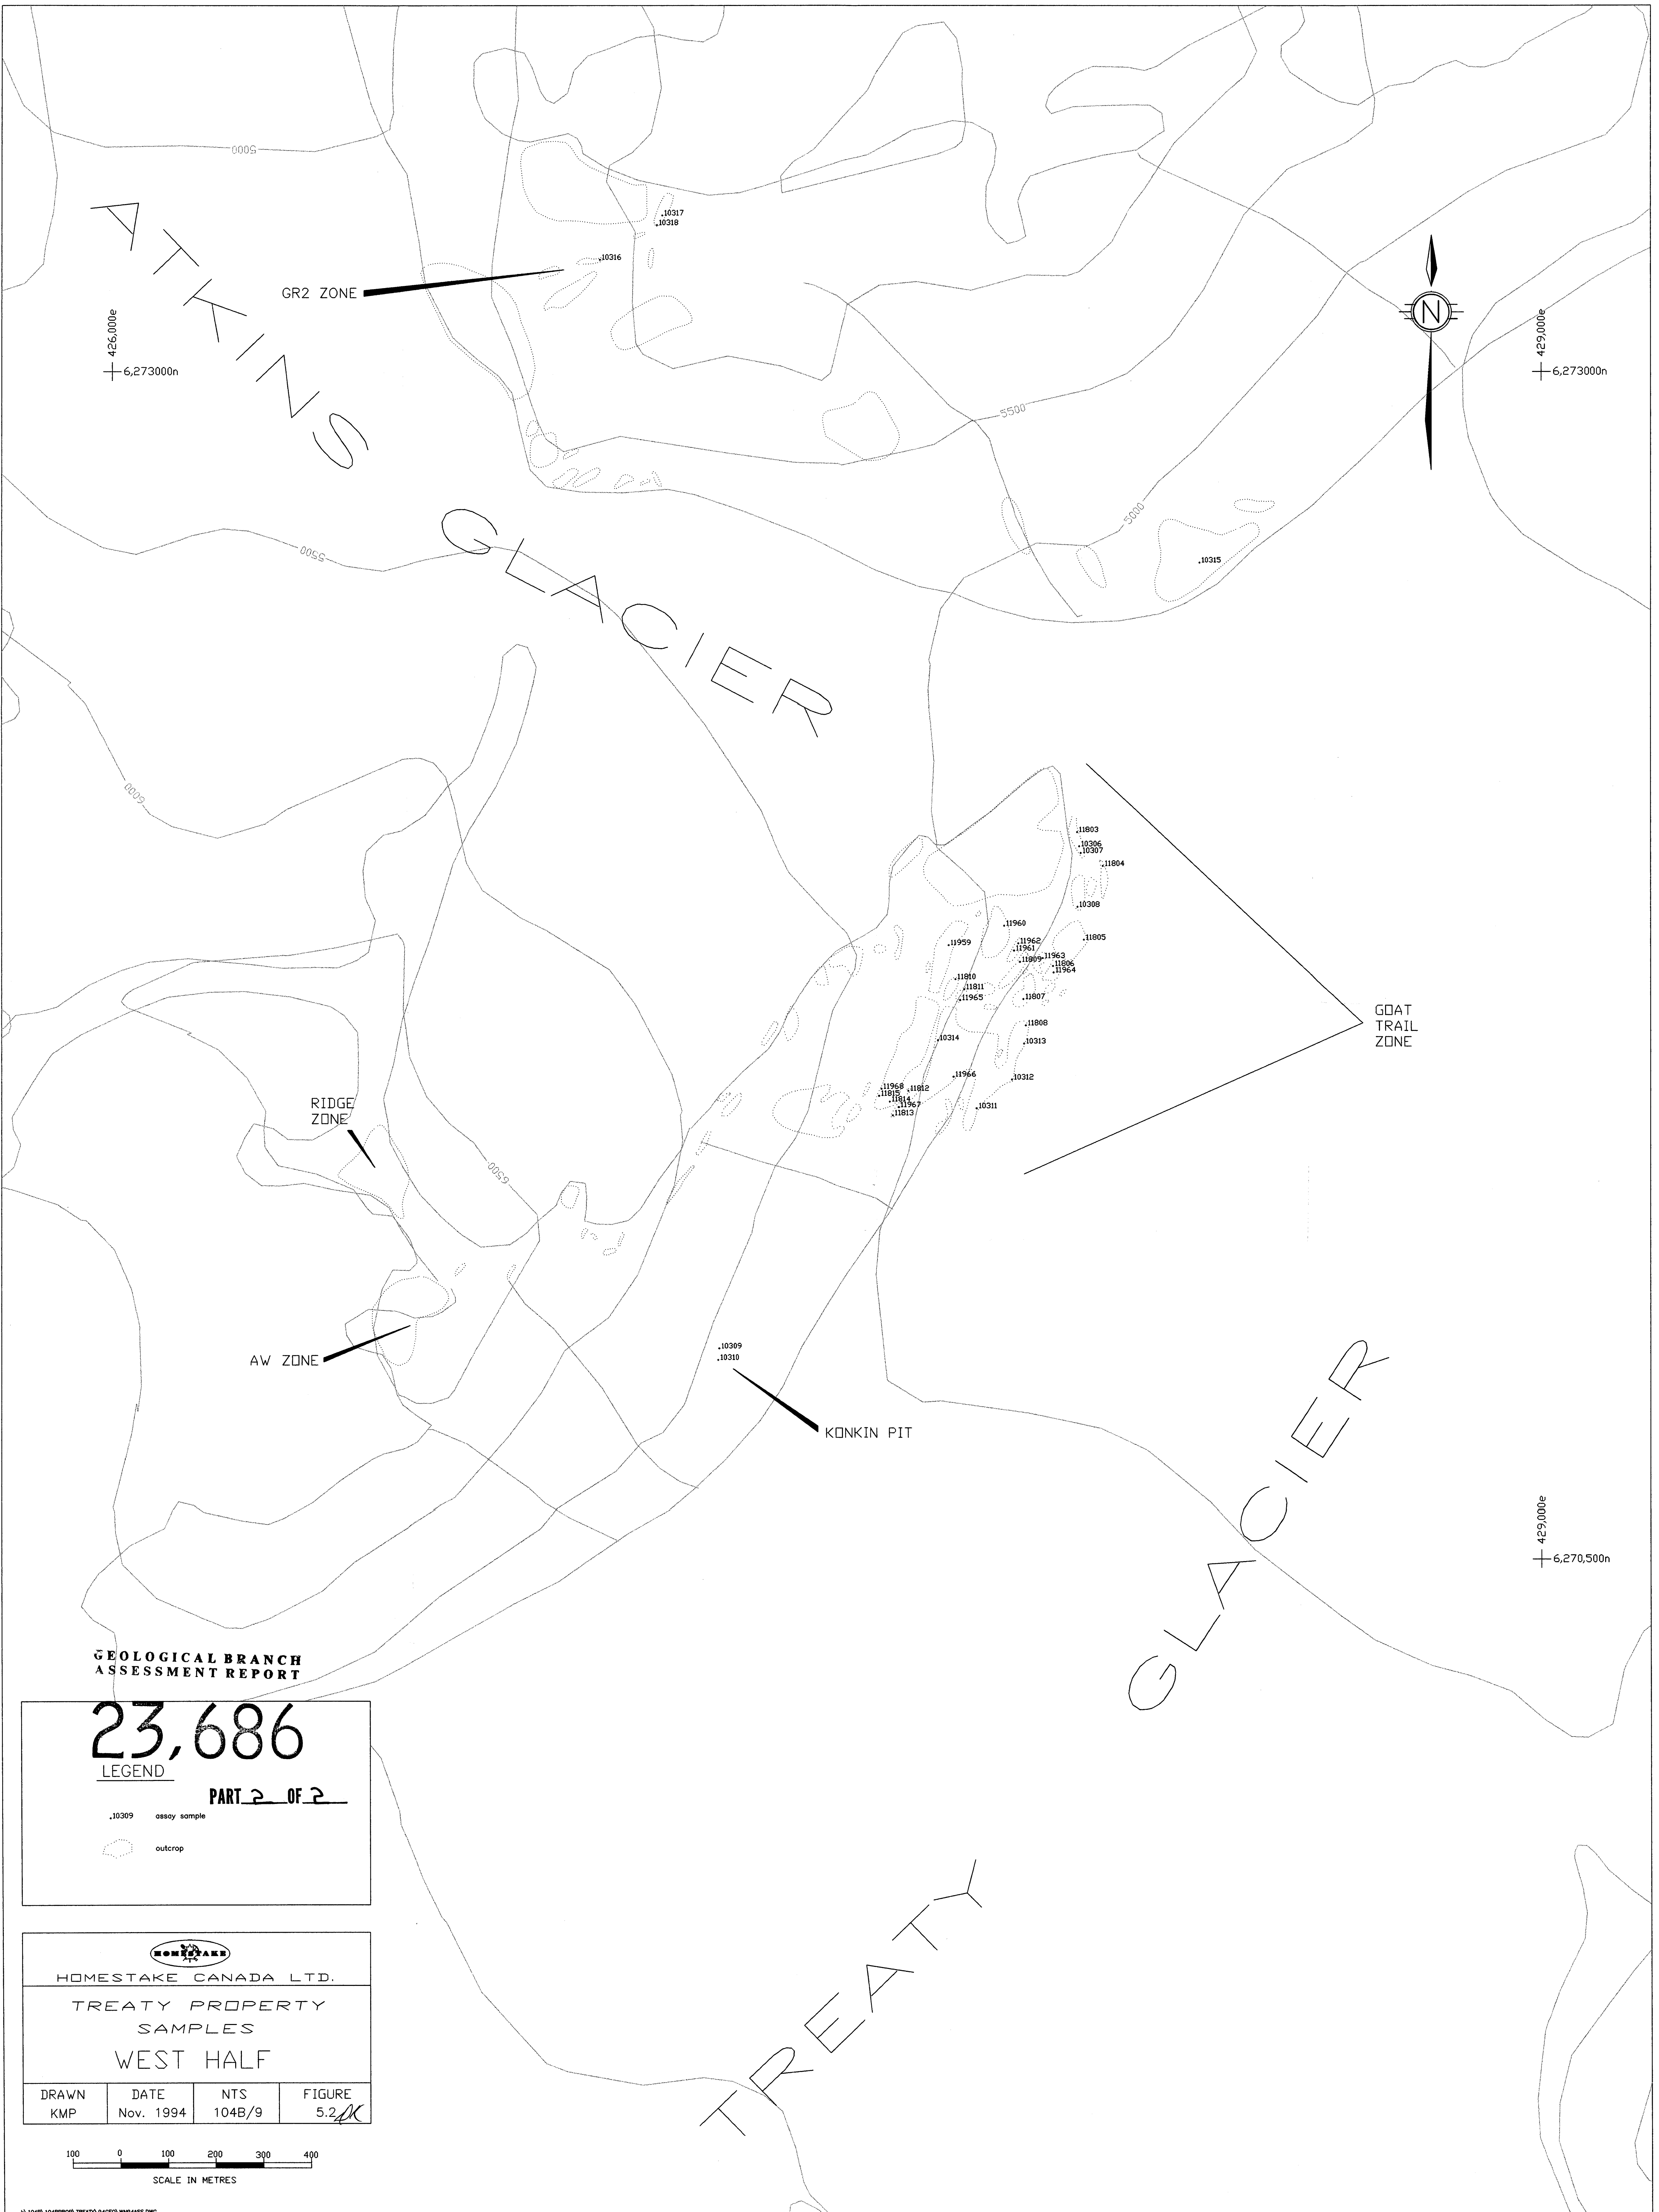 5000
ATKINS
.10317
.10318
.10316
GR2 ZONE
426,000e
6,273000n
N
429,000e
6,273000n
5500
5000
5500
.10315
GLACIER
6000
.11803
.10306
.10307
.11804
.10308
.11960
.11805
.11959
.11962
.11961
.11963
.11809
.11806
.11964
.11810
.11811
.11965
.11807
GOAT
TRAIL
ZONE
.11808
.10314
.10313
.11966
.10312
.11968
.11812
.11815
.11814
.11967
.11813
.10311
RIDGE
ZONE
6500
AW ZONE
.10309
.10310
KONKIN PIT
GLACIER
429,000e
6,270,500n
GEOLOGICAL BRANCH
ASSESSMENT REPORT
23,686
LEGEND
PART 2 OF 2
.10309 assay sample
outcrop
TREATY
HOMESTAKE
HOMESTAKE CANADA LTD.
TREATY PROPERTY
SAMPLES
WEST HALF
DRAWN DATE NTS FIGURE
KMP Nov. 1994 104B/9 5.2
100 0 100 200 300 400
SCALE IN METRES